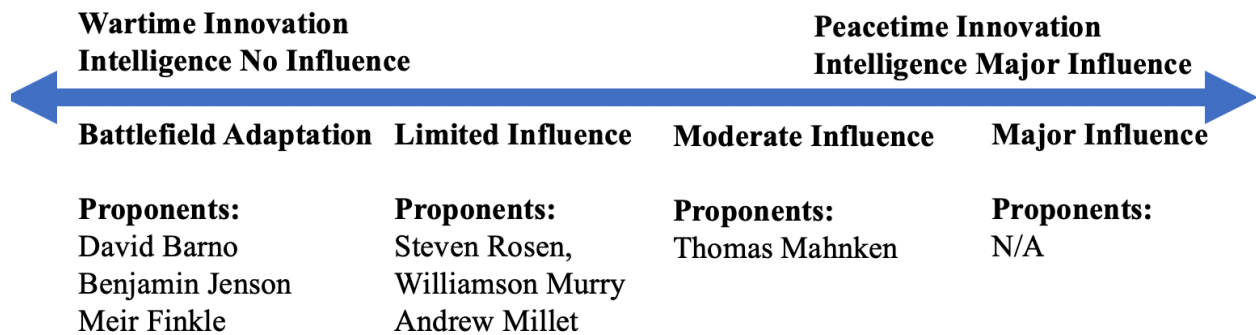 Wartime Innovation
Intelligence No Influence
Peacetime Innovation
Intelligence Major Influence
Battlefield Adaptation
Proponents:
David Barno
Benjamin Jenson
Meir Finkle
Limited Influence
Proponents:
Steven Rosen,
Williamson Murry
Andrew Millet
Moderate Influence
Proponents:
Thomas Mahnken
Major Influence
Proponents:
N/A